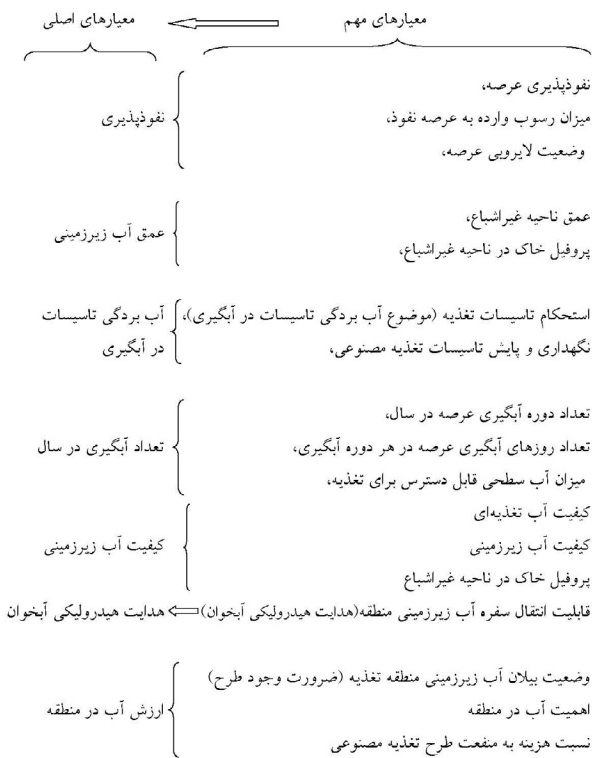 معیارهای مهم
معیارهای اصلی
نفوذپذیری عرصه،
میزان رسوب وارده به عرصه نفوذ،
وضعیت لایروبی عرصه،
نفوذپذیری
عمق ناحیه غیراشباع،
پروفیل خاک در ناحیه غیراشباع،
عمق آب زیرزمینی
استحکام تاسیسات تغذیه (موضوع آب بردگی تاسیسات در آبگیری)،
نگهداری و پایش تاسیسات تغذیه مصنوعی،
آب بردگی تاسیسات
در آبگیری
تعداد دوره آبگیری عرصه در سال،
تعداد روزهای آبگیری عرصه در هر دوره آبگیری،
میزان آب سطحی قابل دسترس برای تغذیه،
تعداد آبگیری در سال
کیفیت آب تغذیه‌ای
کیفیت آب زیرزمینی
پروفیل خاک در ناحیه غیراشباع
کیفیت آب زیرزمینی
قابلیت انتقال سفره آب زیرزمینی منطقه(هدایت هیدرولیکی آبخوان)
هدایت هیدرولیکی آبخوان
وضعیت بیلان آب زیرزمینی منطقه تغذیه (ضرورت وجود طرح)
اهمیت آب در منطقه
نسبت هزینه به منفعت طرح تغذیه مصنوعی
ارزش آب در منطقه